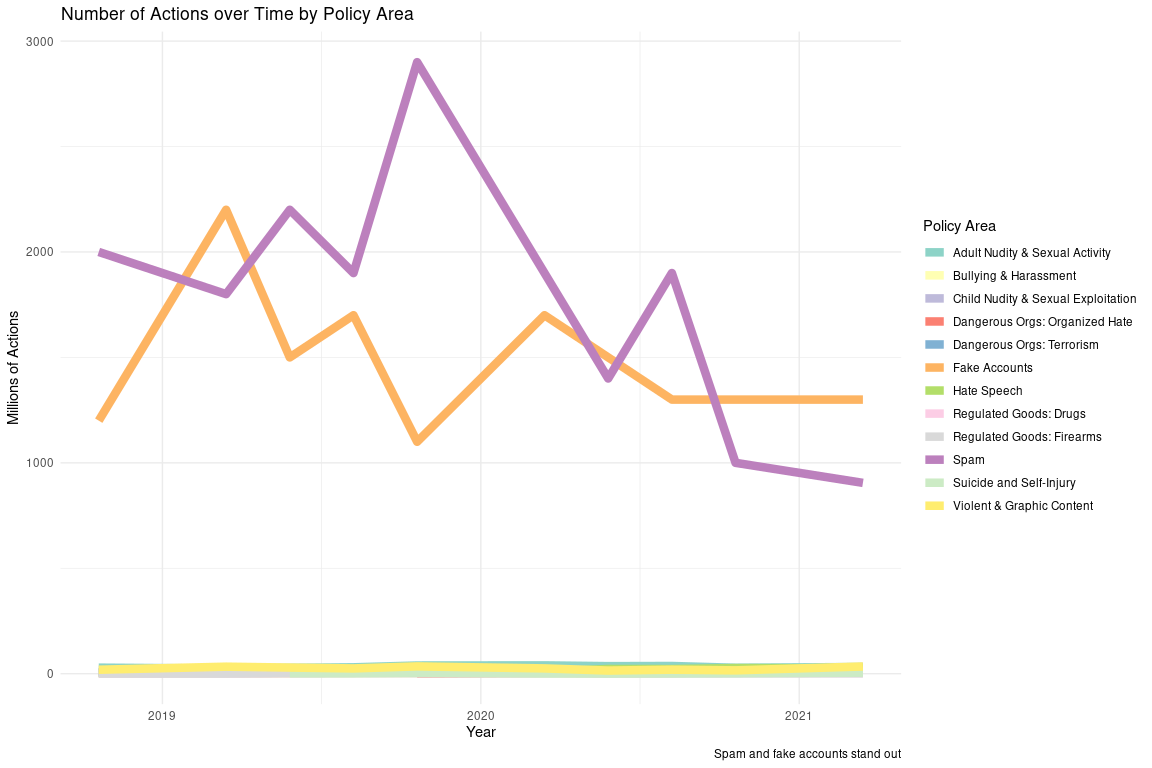 Number of Actions over Time by Policy Area
3000
2000
1000
0
Millions of Actions
2019
2020
2021
Year
Policy Area
Adult Nudity & Sexual Activity
Bullying & Harassment
Child Nudity & Sexual Exploitation
Dangerous Orgs: Organized Hate
Dangerous Orgs: Terrorism
Fake Accounts
Hate Speech
Regulated Goods: Drugs
Regulated Goods: Firearms
Spam
Suicide and Self-Injury
Violent & Graphic Content
Spam and fake accounts stand out